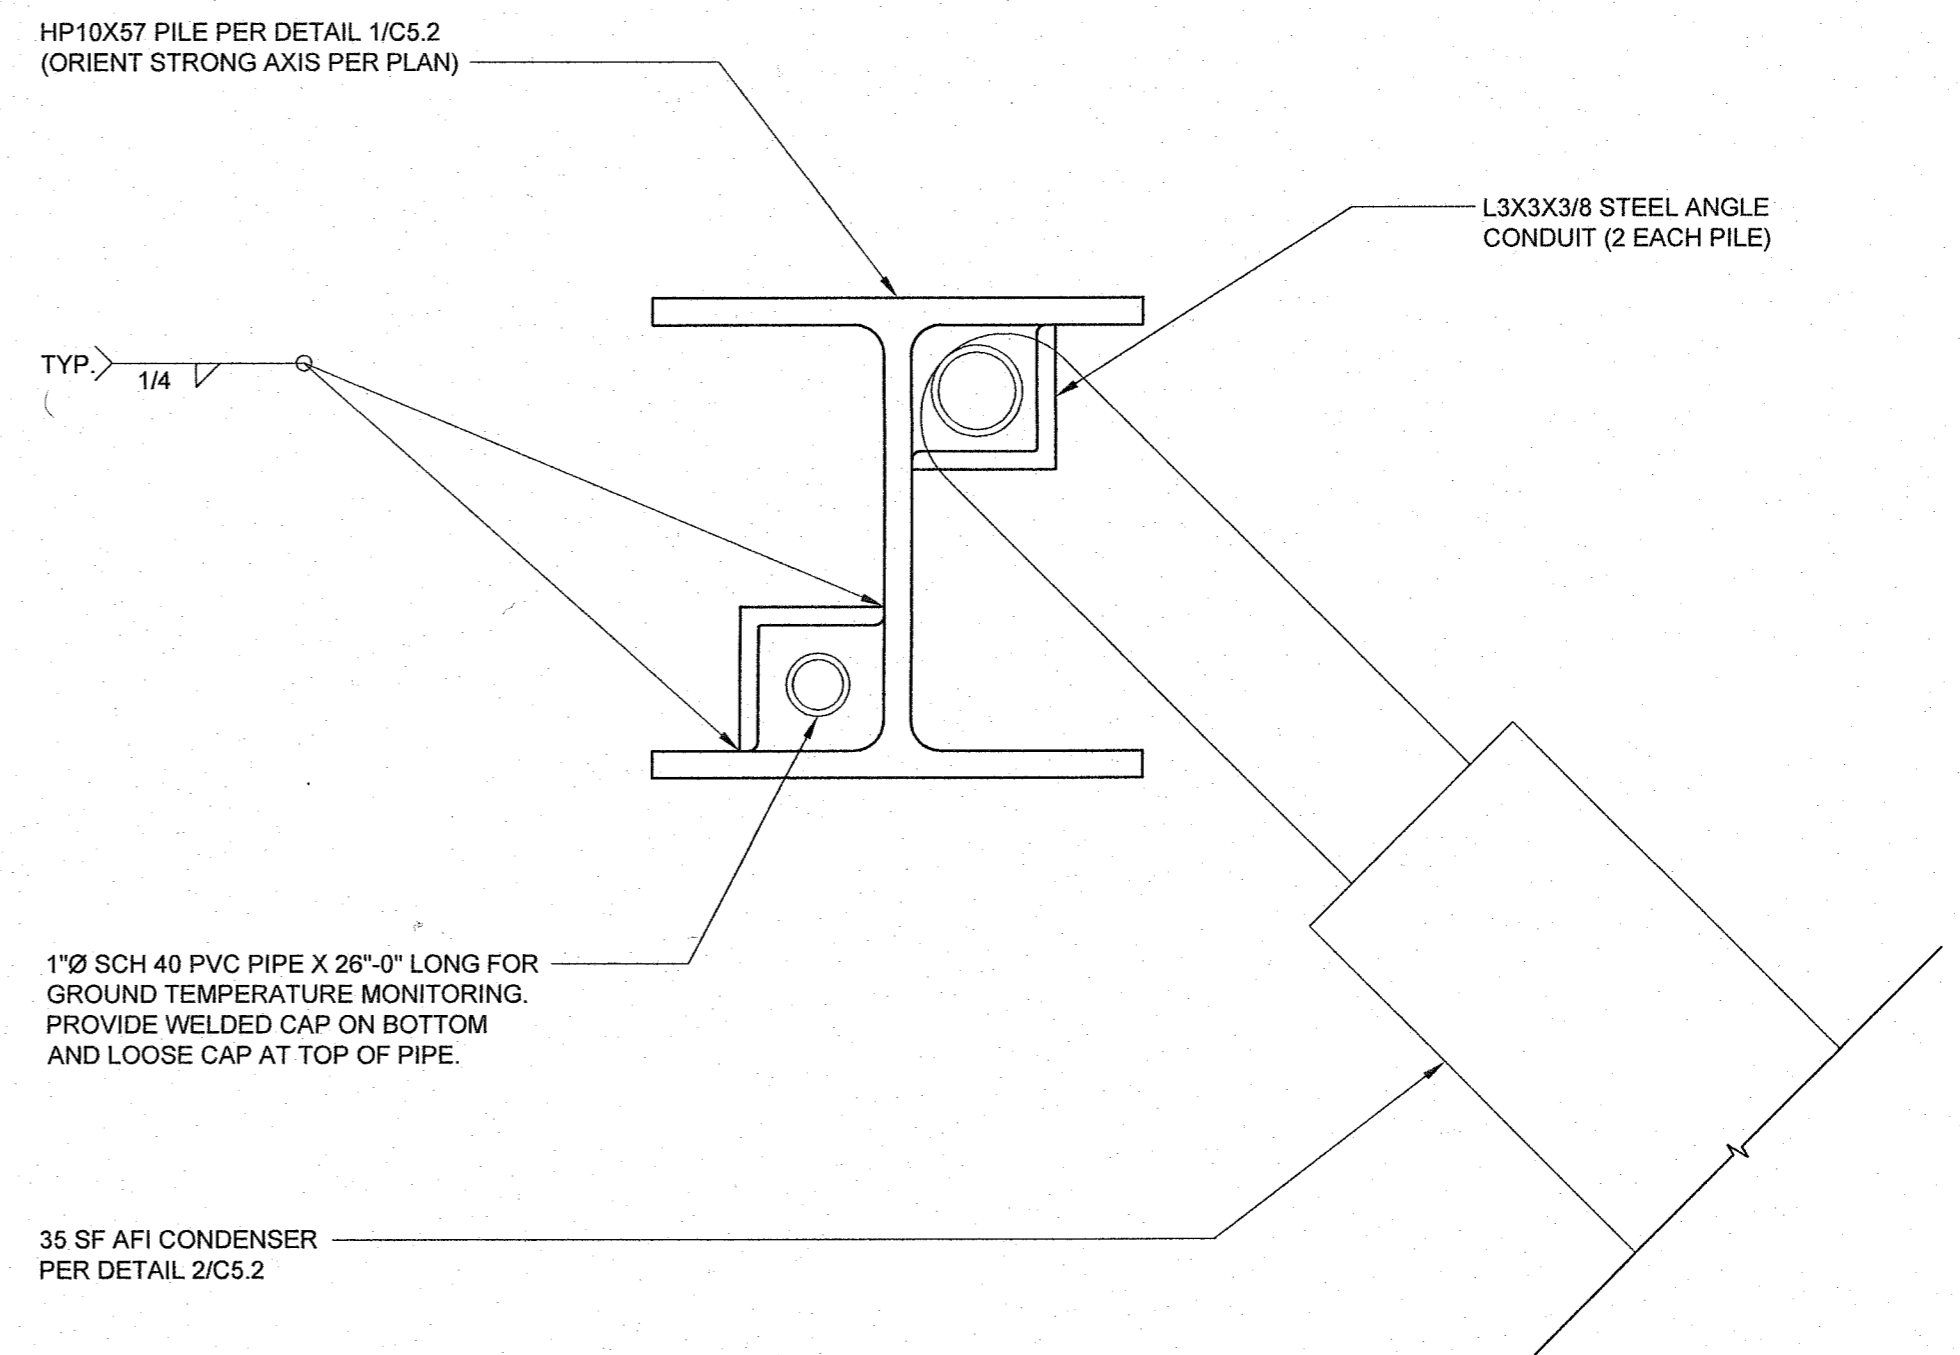 HP10X57 PILE PER DETAIL 1/C5.2
(ORIENT STRONG AXIS PER PLAN)
L3X3X3/8 STEEL ANGLE
CONDUIT (2 EACH PILE)
TYP.
1/4
1"Ø SCH 40 PVC PIPE X 26"-0" LONG FOR
GROUND TEMPERATURE MONITORING.
PROVIDE WELDED CAP ON BOTTOM
AND LOOSE CAP AT TOP OF PIPE.
35 SF AFI CONDENSER
PER DETAIL 2/C5.2